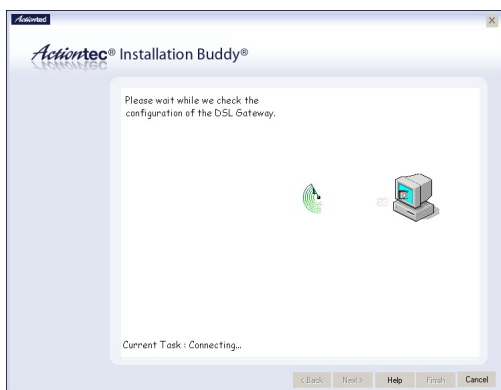 Actiontec
Actiontec® Installation Buddy®
Please wait while we check the
configuration of the DSL Gateway.
Current Task : Connecting...
< Back Next > Help Finish Cancel